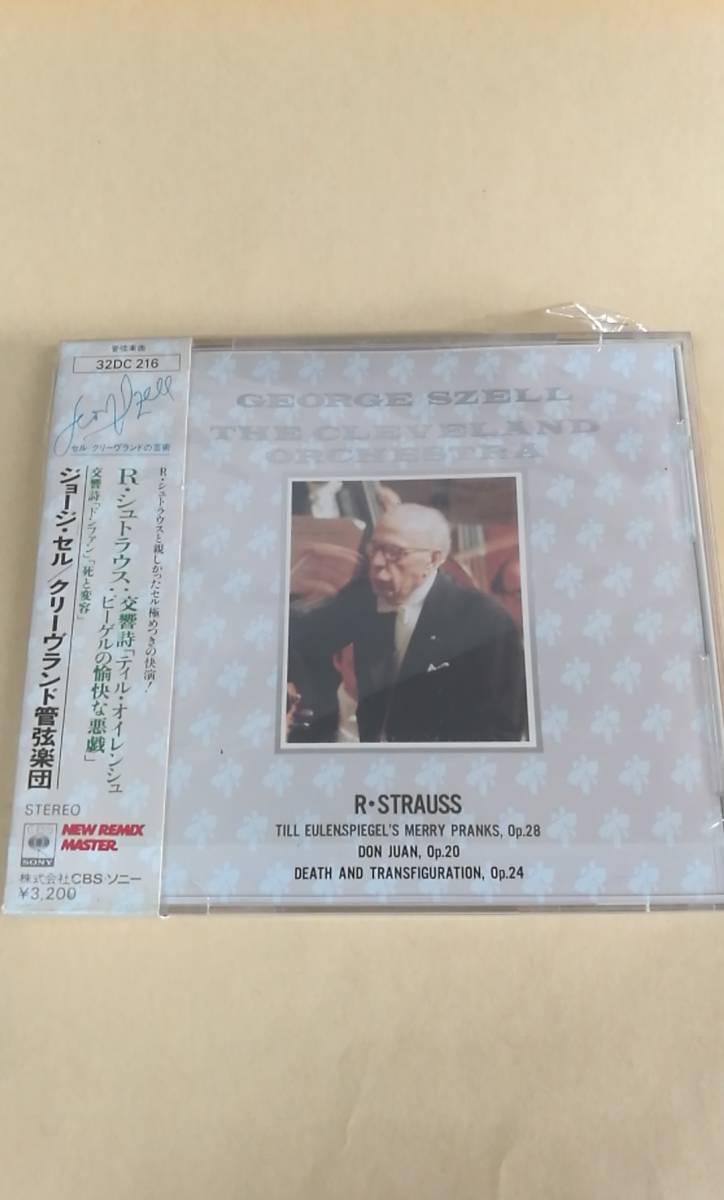 管弦楽曲
32DC 216
George Szell
セル・クリーヴランドの芸術
R・シュトラウスと親しかったセル極めつきの快演!
R・シュトラウス:交響詩「ティル・オイレンシュ
ピーゲルの愉快な悪戯」
交響詩「ドンファン」「死と変容」
ジョージ・セル/クリーヴランド管弦楽団
STEREO
SONY
NEW REMIX
MASTER
株式会社CBS・ソニー
¥3,200
GEORGE SZELL
THE CLEVELAND
ORCHESTRA
R・STRAUSS
TILL EULENSPIEGEL'S MERRY PRANKS, Op.28
DON JUAN, Op.20
DEATH AND TRANSFIGURATION, Op.24